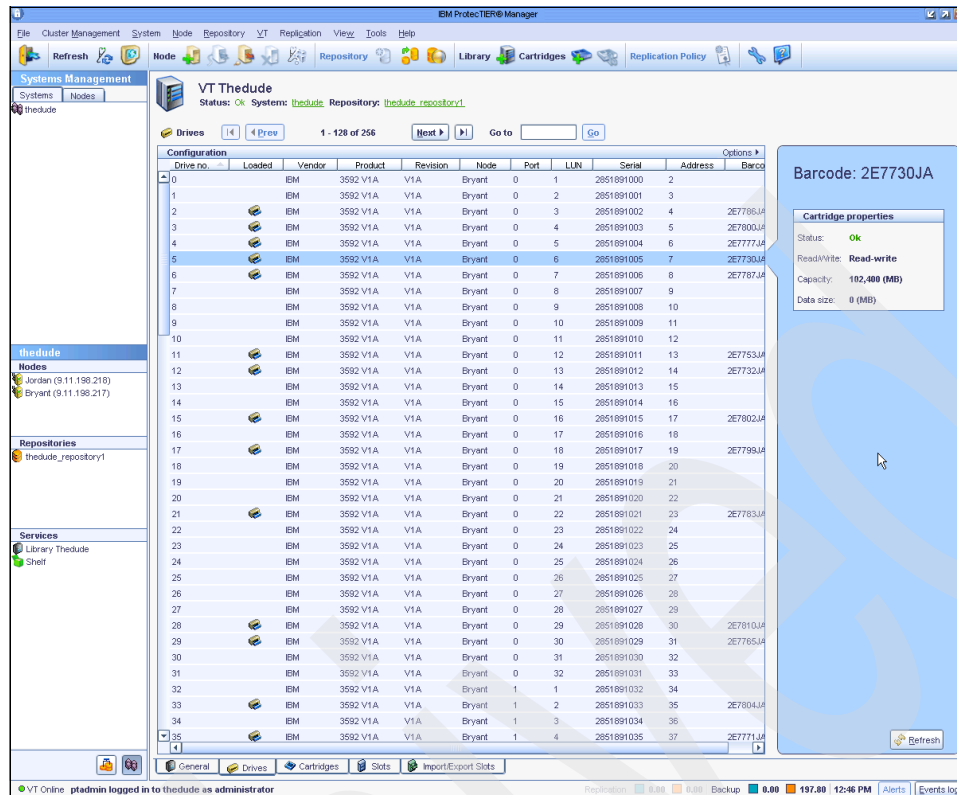 IBM ProtecTIER® Manager
File Cluster Management System Node Repository VT Replication View Tools Help
Refresh Node Repository Library Cartridges Replication Policy
Systems Management
Systems Nodes
thedude
VT Thedude
Status: Ok System: thedude Repository: thedude_repository1
Drives Prev 1 - 128 of 256 Next Go to Go
Configuration Options
Drive no. Loaded Vendor Product Revision Node Port LUN Serial Address Barco
0 IBM 3592 V1A V1A Bryant 0 1 2851891000 2
1 IBM 3592 V1A V1A Bryant 0 2 2851891001 3
2 IBM 3592 V1A V1A Bryant 0 3 2851891002 4 2E7786JA
3 IBM 3592 V1A V1A Bryant 0 4 2851891003 5 2E7800JA
4 IBM 3592 V1A V1A Bryant 0 5 2851891004 6 2E7777JA
5 IBM 3592 V1A V1A Bryant 0 6 2851891005 7 2E7730JA
6 IBM 3592 V1A V1A Bryant 0 7 2851891006 8 2E7787JA
7 IBM 3592 V1A V1A Bryant 0 8 2851891007 9
8 IBM 3592 V1A V1A Bryant 0 9 2851891008 10
9 IBM 3592 V1A V1A Bryant 0 10 2851891009 11
10 IBM 3592 V1A V1A Bryant 0 11 2851891010 12
11 IBM 3592 V1A V1A Bryant 0 12 2851891011 13 2E7753JA
12 IBM 3592 V1A V1A Bryant 0 13 2851891012 14 2E7732JA
13 IBM 3592 V1A V1A Bryant 0 14 2851891013 15
14 IBM 3592 V1A V1A Bryant 0 15 2851891014 16
15 IBM 3592 V1A V1A Bryant 0 16 2851891015 17 2E7802JA
16 IBM 3592 V1A V1A Bryant 0 17 2851891016 18
17 IBM 3592 V1A V1A Bryant 0 18 2851891017 19 2E7799JA
18 IBM 3592 V1A V1A Bryant 0 19 2851891018 20
19 IBM 3592 V1A V1A Bryant 0 20 2851891019 21
20 IBM 3592 V1A V1A Bryant 0 21 2851891020 22
21 IBM 3592 V1A V1A Bryant 0 22 2851891021 23 2E7783JA
22 IBM 3592 V1A V1A Bryant 0 23 2851891022 24
23 IBM 3592 V1A V1A Bryant 0 24 2851891023 25
24 IBM 3592 V1A V1A Bryant 0 25 2851891024 26
25 IBM 3592 V1A V1A Bryant 0 26 2851891025 27
26 IBM 3592 V1A V1A Bryant 0 27 2851891026 28
27 IBM 3592 V1A V1A Bryant 0 28 2851891027 29
28 IBM 3592 V1A V1A Bryant 0 29 2851891028 30 2E7810JA
29 IBM 3592 V1A V1A Bryant 0 30 2851891029 31 2E7765JA
30 IBM 3592 V1A V1A Bryant 0 31 2851891030 32
31 IBM 3592 V1A V1A Bryant 0 32 2851891031 33
32 IBM 3592 V1A V1A Bryant 1 1 2851891032 34
33 IBM 3592 V1A V1A Bryant 1 2 2851891033 35 2E7804JA
34 IBM 3592 V1A V1A Bryant 1 3 2851891034 36
35 IBM 3592 V1A V1A Bryant 1 4 2851891035 37 2E7771JA
Barcode: 2E7730JA
Cartridge properties
Status: Ok
Read/Write: Read-write
Capacity: 102,400 (MB)
Data size: 0 (MB)
Refresh
thedude
Nodes
Jordan (9.11.198.218)
Bryant (9.11.198.217)
Repositories
thedude_repository1
Services
Library Thedude
Shelf
General Drives Cartridges Slots Import/Export Slots
VT Online ptadmin logged in to thedude as administrator Replication 0.00 0.00 Backup 0.00 197.80 12:46 PM Alerts Events log